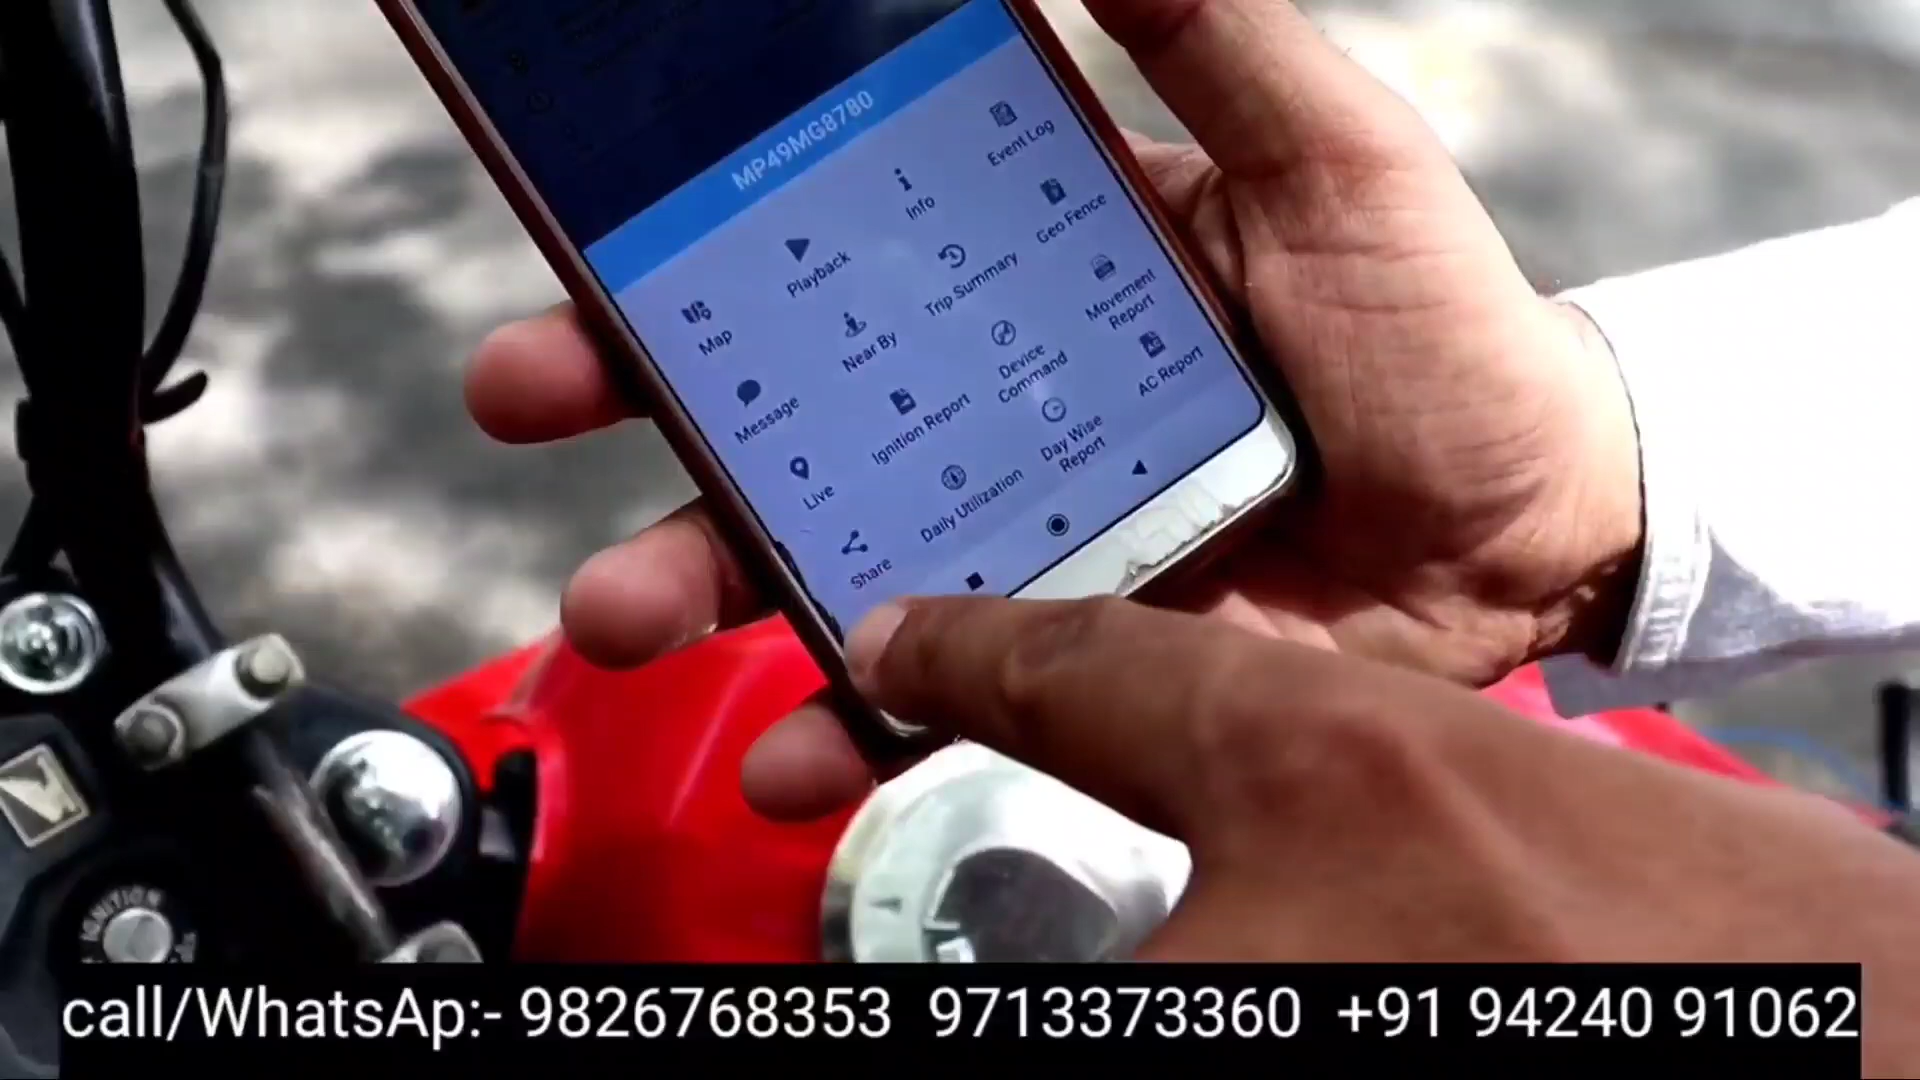 MP49MG8780
Map
Playback
Info
Event Log
Message
Near By
Trip Summary
Geo Fence
Live
Ignition Report
Device
Command
Movement
Report
Share
Daily Utilization
Day Wise
Report
AC Report
IGNITION
call/WhatsAp:- 9826768353 9713373360 +91 94240 91062